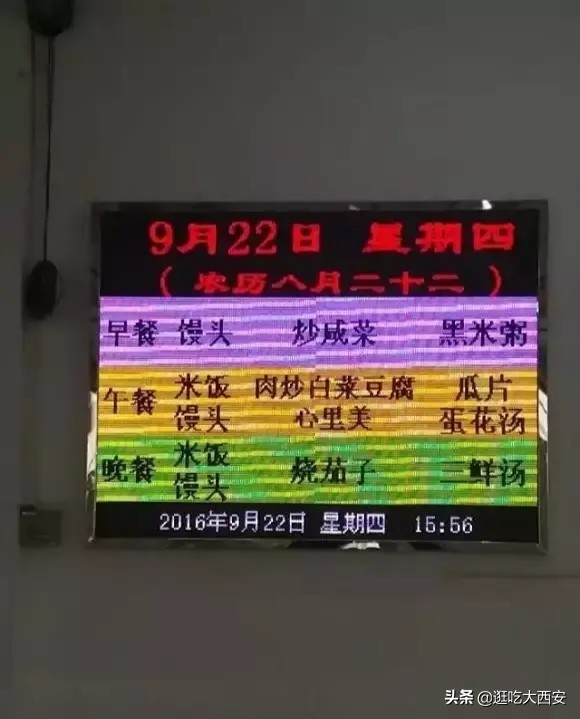 9月22日 星期四
（农历八月二十二）
早餐 馒头 炒咸菜 黑米粥
午餐 米饭 肉炒白菜豆腐 瓜片
馒头 心里美 蛋花汤
晚餐 米饭 烧茄子 三鲜汤
馒头
2016年9月22日 星期四 15:56
头条 @逛吃大西安